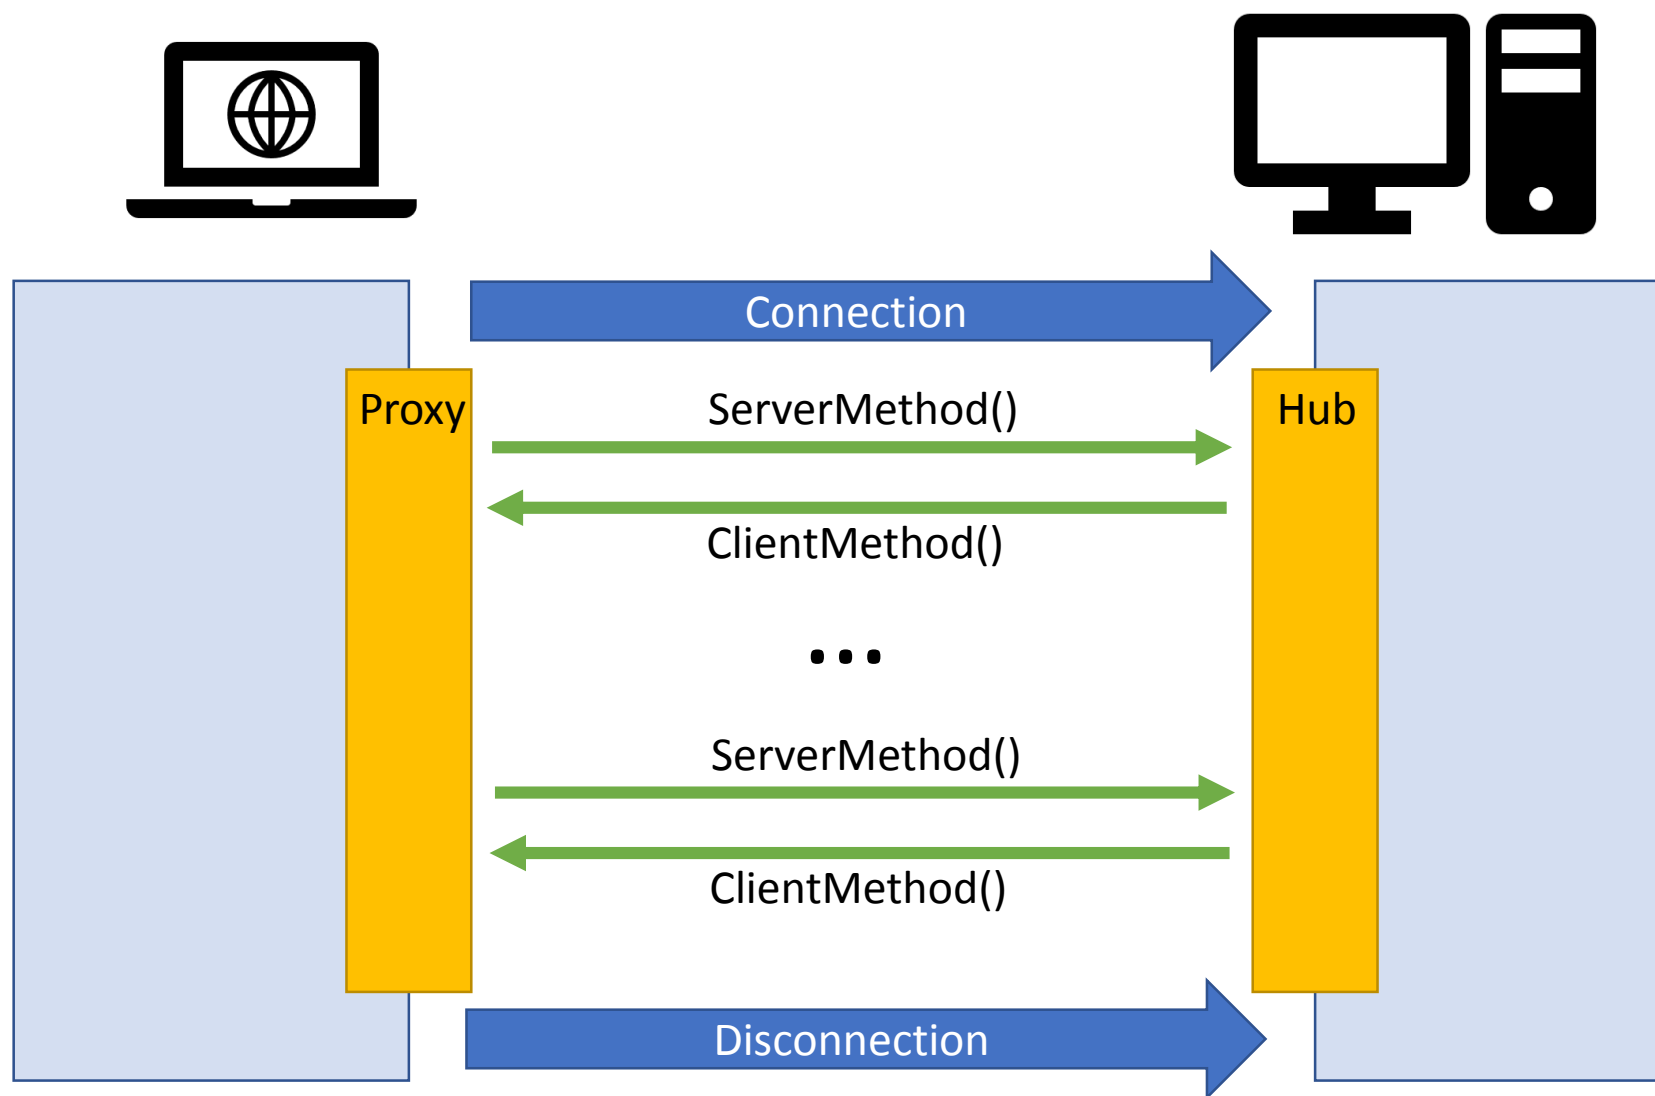 Connection
Proxy
ServerMethod()
Hub
ClientMethod()
...
ServerMethod()
ClientMethod()
Disconnection